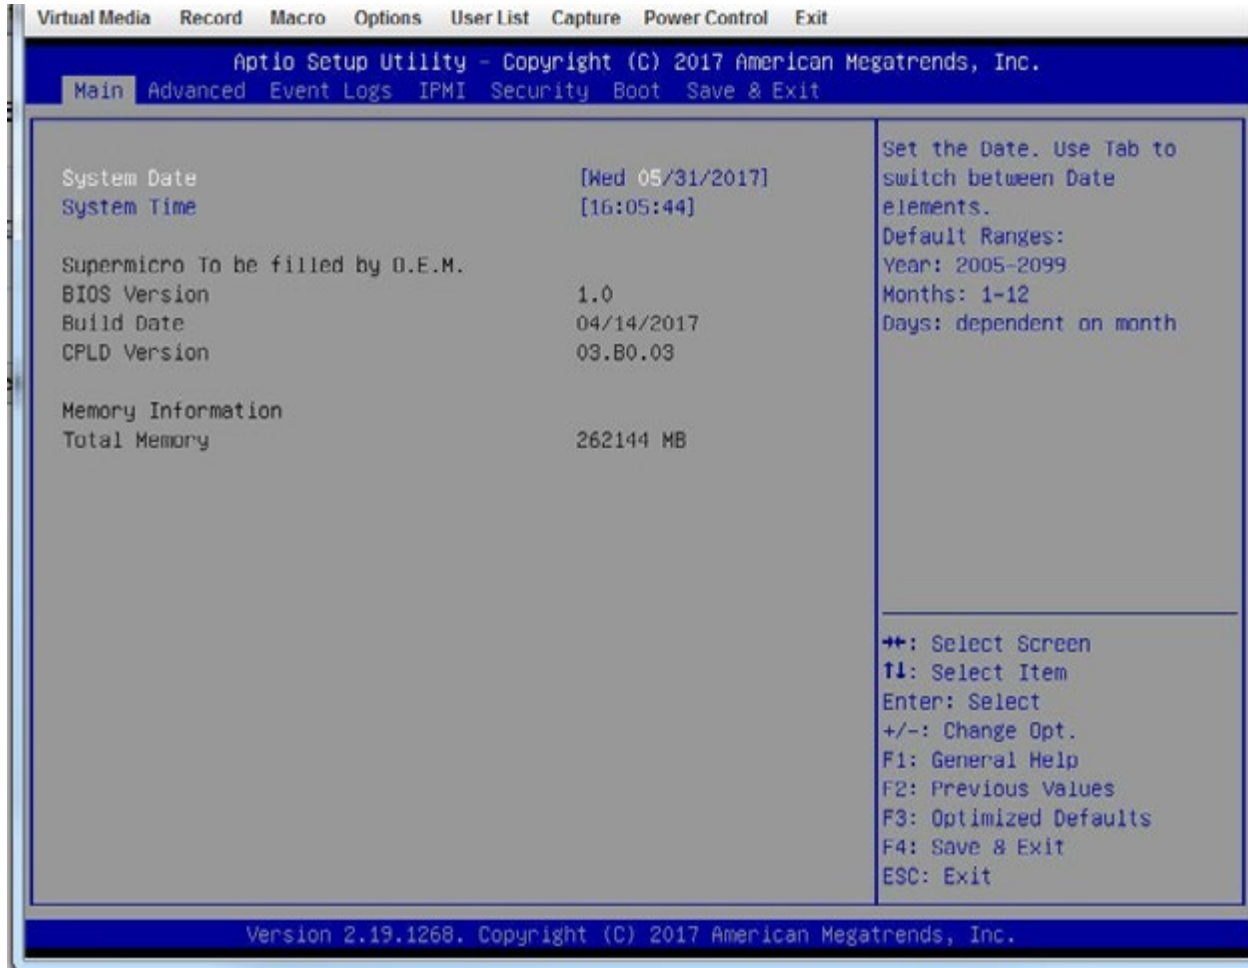 Virtual Media Record Macro Options User List Capture Power Control Exit
Aptio Setup Utility - Copyright (C) 2017 American Megatrends, Inc.
Main Advanced Event Logs IPMI Security Boot Save & Exit
System Date [Wed 05/31/2017]
System Time [16:05:44]
Supermicro To be filled by O.E.M.
BIOS Version 1.0
Build Date 04/14/2017
CPLD Version 03.B0.03
Memory Information
Total Memory 262144 MB
Set the Date. Use Tab to
switch between Date
elements.
Default Ranges:
Year: 2005-2099
Months: 1-12
Days: dependent on month
→←: Select Screen
↑↓: Select Item
Enter: Select
+/-: Change Opt.
F1: General Help
F2: Previous Values
F3: Optimized Defaults
F4: Save & Exit
ESC: Exit
Version 2.19.1268. Copyright (C) 2017 American Megatrends, Inc.